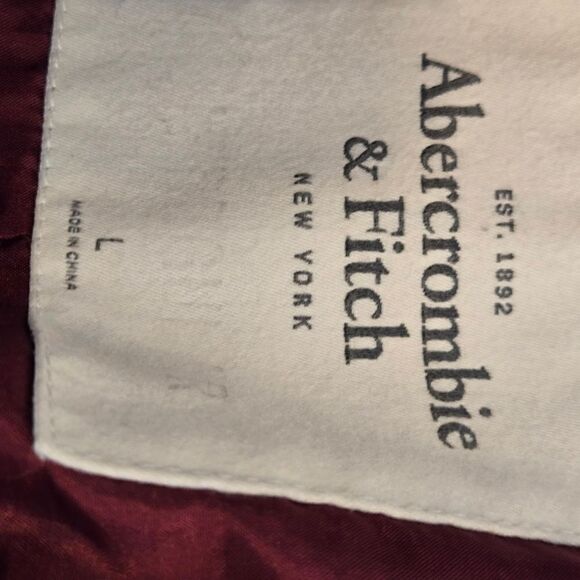 EST. 1892
Abercrombie
& Fitch
NEW YORK
L
MADE IN CHINA